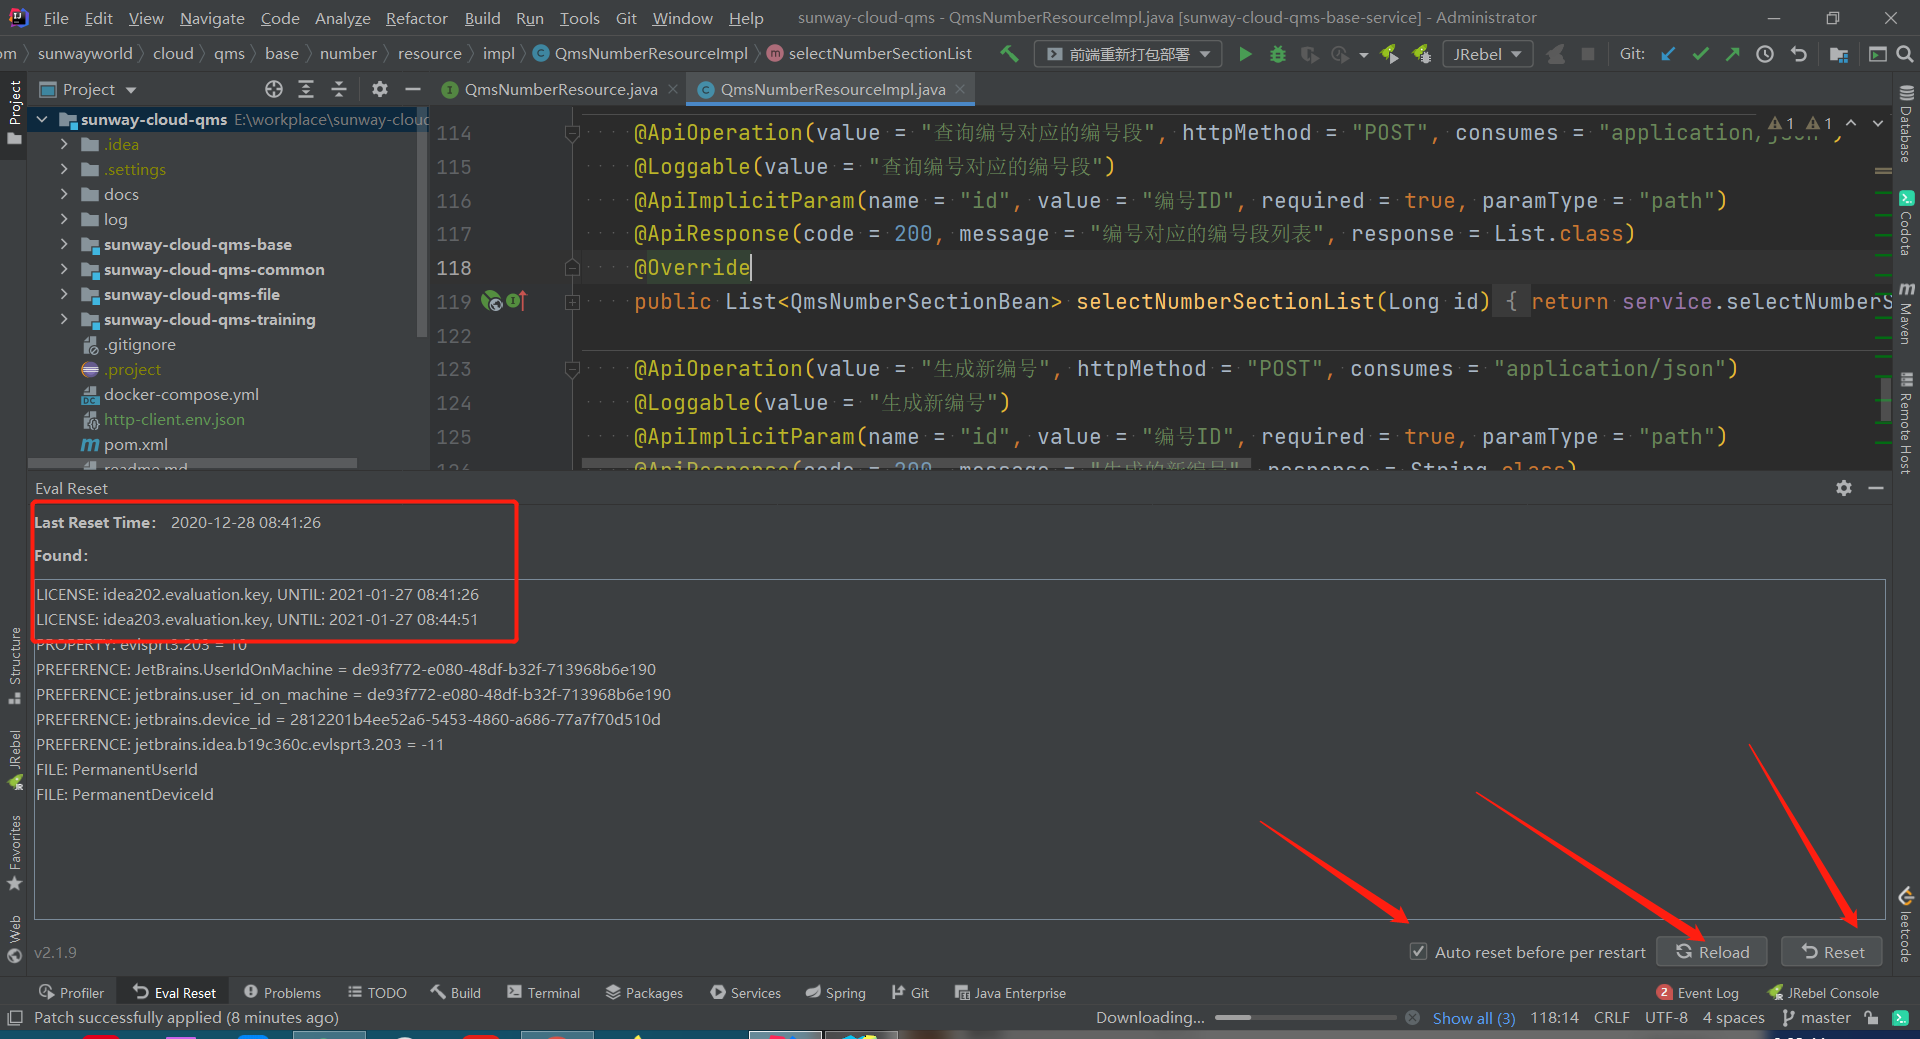 File Edit View Navigate Code Analyze Refactor Build Run Tools Git Window Help sunway-cloud-qms - QmsNumberResourceImpl.java [sunway-cloud-qms-base-service] - Administrator
om sunwayworld cloud qms base number resource impl QmsNumberResourceImpl selectNumberSectionList 前端重新打包部署 JRebel Git:
Project
QmsNumberResource.java QmsNumberResourceImpl.java
sunway-cloud-qms E:\workplace\sunway-cloud
.idea
.settings
docs
log
sunway-cloud-qms-base
sunway-cloud-qms-common
sunway-cloud-qms-file
sunway-cloud-qms-training
.gitignore
.project
docker-compose.yml
http-client.env.json
pom.xml
readme.md
114 @ApiOperation(value = "查询编号对应的编号段", httpMethod = "POST", consumes = "application/json")
1 1
115 @Loggable(value = "查询编号对应的编号段")
116 @ApiImplicitParam(name = "id", value = "编号ID", required = true, paramType = "path")
117 @ApiResponse(code = 200, message = "编号对应的编号段列表", response = List.class)
118 @Override
119 public List<QmsNumberSectionBean> selectNumberSectionList(Long id) { return service.selectNumberS
122
123 @ApiOperation(value = "生成新编号", httpMethod = "POST", consumes = "application/json")
124 @Loggable(value = "生成新编号")
125 @ApiImplicitParam(name = "id", value = "编号ID", required = true, paramType = "path")
126 @ApiResponse(code = 200, message = "生成的新编号", response = String.class)
Project
Structure
JRebel
Favorites
Web
Database
Codota
Maven
Remote Host
leetcode
Eval Reset
Last Reset Time: 2020-12-28 08:41:26
Found:
LICENSE: idea202.evaluation.key, UNTIL: 2021-01-27 08:41:26
LICENSE: idea203.evaluation.key, UNTIL: 2021-01-27 08:44:51
PROPERTY: evlsprt3.203 = 10
PREFERENCE: JetBrains.UserIdOnMachine = de93f772-e080-48df-b32f-713968b6e190
PREFERENCE: jetbrains.user_id_on_machine = de93f772-e080-48df-b32f-713968b6e190
PREFERENCE: jetbrains.device_id = 2812201b4ee52a6-5453-4860-a686-77a7f70d510d
PREFERENCE: jetbrains.idea.b19c360c.evlsprt3.203 = -11
FILE: PermanentUserId
FILE: PermanentDeviceId
v2.1.9
Auto reset before per restart Reload Reset
Profiler Eval Reset Problems TODO Build Terminal Packages Services Spring Git Java Enterprise 2 Event Log JRebel Console
Patch successfully applied (8 minutes ago) Downloading... Show all (3) 118:14 CRLF UTF-8 4 spaces master